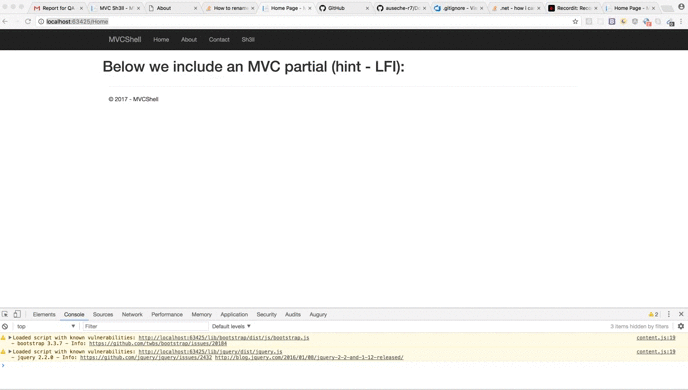 Report for QA
MVC Sh3ll - M
About
How to rename
Home Page - M
GitHub
auseche-r7/D
.gitignore - Vi
.net - how i c
Recordit: Rec
Home Page - M
localhost:63425/Home
MVCShell Home About Contact Sh3ll
Below we include an MVC partial (hint - LFI):
© 2017 - MVCShell
Elements Console Sources Network Performance Memory Application Security Audits Augury 2
top Filter Default levels 3 items hidden by filters
Loaded script with known vulnerabilities: http://localhost:63425/lib/bootstrap/dist/js/bootstrap.js content.js:19
- bootstrap 3.3.7 - Info: https://github.com/twbs/bootstrap/issues/20184
Loaded script with known vulnerabilities: http://localhost:63425/lib/jquery/dist/jquery.js content.js:19
- jquery 2.2.0 - Info: https://github.com/jquery/jquery/issues/2432 http://blog.jquery.com/2016/01/08/jquery-2-2-and-1-12-released/